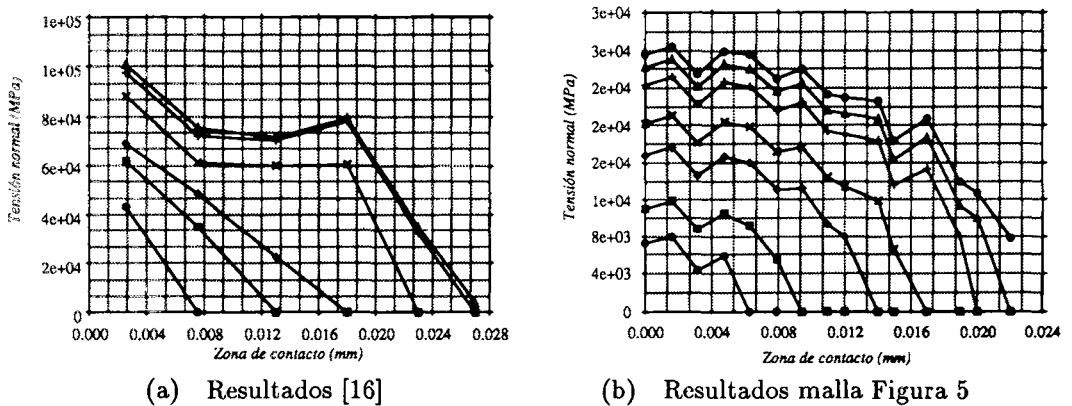 1e+05
1e+05
8e+04
6e+04
4e+04
2e+04
0
Tensión normal (MPa)
0.000 0.004 0.008 0.012 0.016 0.020 0.024 0.028
Zona de contacto (mm)
(a) Resultados [16]
3e+04
3e+04
2e+04
2e+04
2e+04
1e+04
8e+03
4e+03
0
Tensión normal (MPa)
0.000 0.004 0.008 0.012 0.016 0.020 0.024
Zona de contacto (mm)
(b) Resultados malla Figura 5